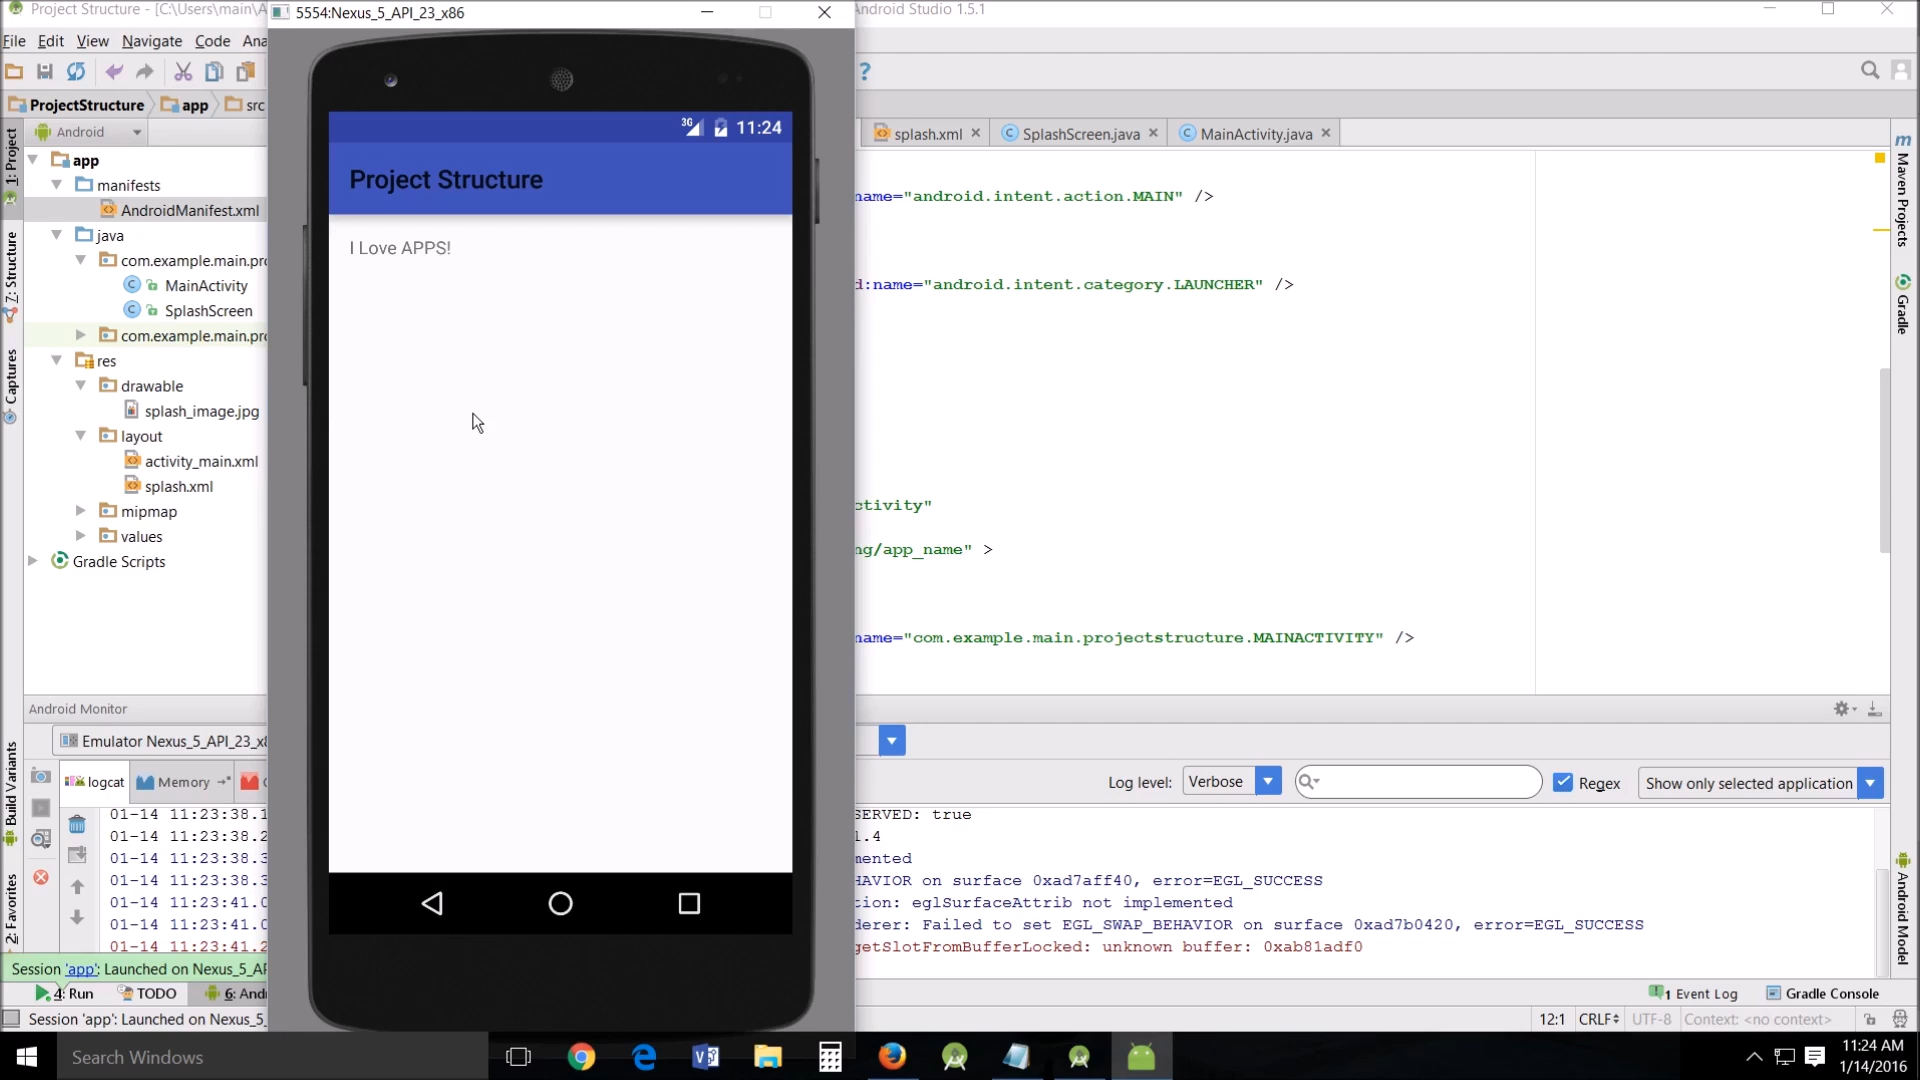 Project Structure - [C:\Users\main\A
5554:Nexus_5_API_23_x86
Android Studio 1.5.1
File Edit View Navigate Code Ana
?
ProjectStructure app src
Android
splash.xml SplashScreen.java MainActivity.java
1: Project
7: Structure
Captures
Build Variants
2: Favorites
app
manifests
AndroidManifest.xml
java
com.example.main.pro
MainActivity
SplashScreen
com.example.main.pro
res
drawable
splash_image.jpg
layout
activity_main.xml
splash.xml
mipmap
values
Gradle Scripts
3G 11:24
Project Structure
I Love APPS!
name="android.intent.action.MAIN" />
d:name="android.intent.category.LAUNCHER" />
ctivity"
ng/app_name" >
name="com.example.main.projectstructure.MAINACTIVITY" />
m Maven Projects
Gradle
Android Model
Android Monitor
Emulator Nexus_5_API_23_x8
logcat Memory
Log level: Verbose Regex Show only selected application
01-14 11:23:38.1 SERVED: true
01-14 11:23:38.2 1.4
01-14 11:23:38.3 mented
01-14 11:23:38.3 HAVIOR on surface 0xad7aff40, error=EGL_SUCCESS
01-14 11:23:41.0 tion: eglSurfaceAttrib not implemented
01-14 11:23:41.0 derer: Failed to set EGL_SWAP_BEHAVIOR on surface 0xad7b0420, error=EGL_SUCCESS
01-14 11:23:41.2 getSlotFromBufferLocked: unknown buffer: 0xab81adf0
Session 'app': Launched on Nexus_5_AP
4: Run TODO 6: Andr
1 Event Log Gradle Console
Session 'app': Launched on Nexus_5_
12:1 CRLF UTF-8 Context: <no context>
Search Windows
11:24 AM
1/14/2016